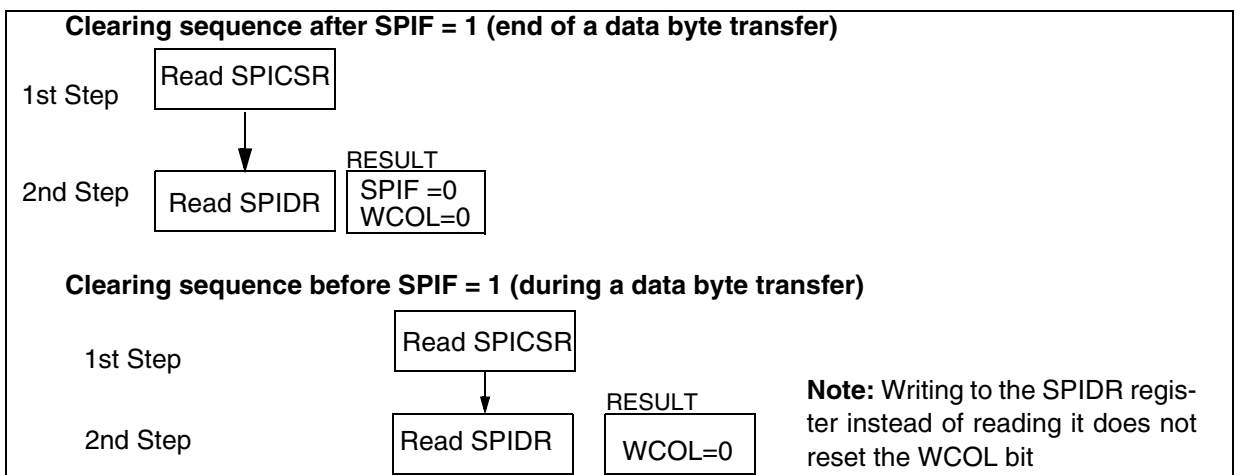 Clearing sequence after SPIF = 1 (end of a data byte transfer)
1st Step
Read SPICSR
2nd Step
Read SPIDR
RESULT
SPIF =0
WCOL=0
Clearing sequence before SPIF = 1 (during a data byte transfer)
1st Step
Read SPICSR
2nd Step
Read SPIDR
RESULT
WCOL=0
Note: Writing to the SPIDR regis-
ter instead of reading it does not
reset the WCOL bit